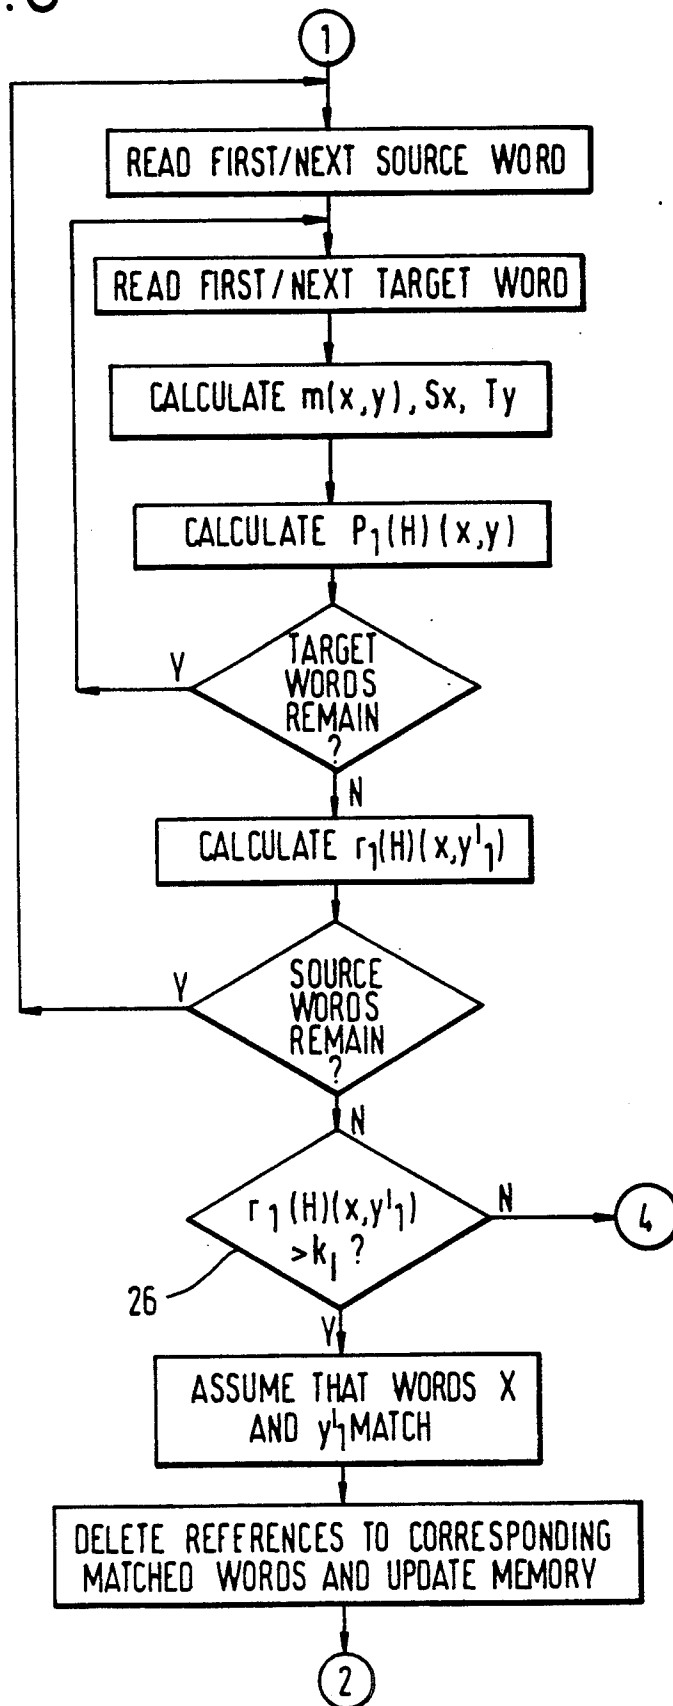 1
READ FIRST/NEXT SOURCE WORD
READ FIRST/NEXT TARGET WORD
CALCULATE m(x,y), Sx, Ty
CALCULATE P1(H)(x,y)
TARGET
WORDS
REMAIN
?
Y
N
CALCULATE r1(H)(x,y'1)
SOURCE
WORDS
REMAIN
?
Y
N
r1(H)(x,y'1)
>k1 ?
N
4
26
Y
ASSUME THAT WORDS X
AND y'1 MATCH
DELETE REFERENCES TO CORRESPONDING
MATCHED WORDS AND UPDATE MEMORY
2